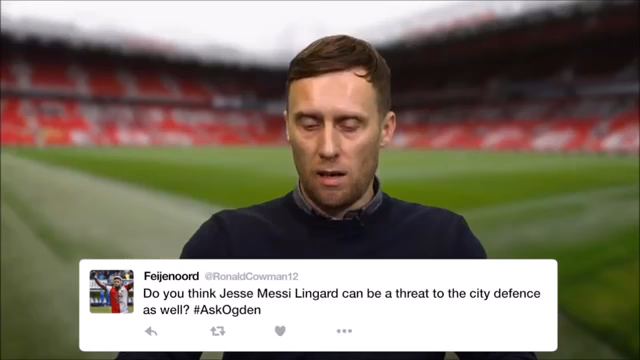 Feijenoord @RonaldCowman12
Do you think Jesse Messi Lingard can be a threat to the city defence
as well? #AskOgden